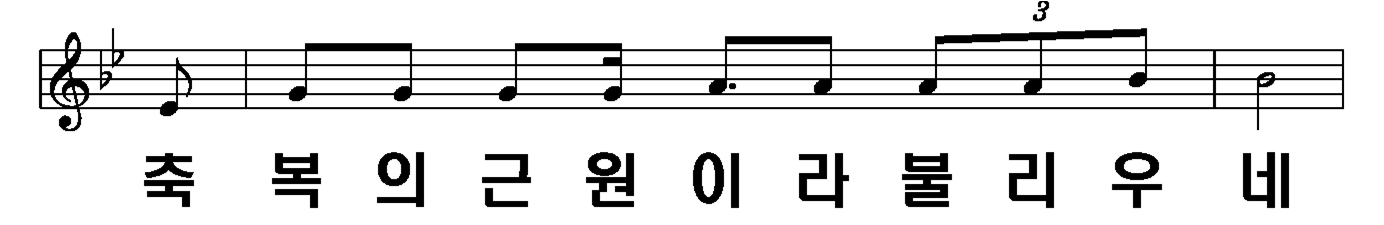 3
축 복 의 근 원 이 라 불 리 우 네